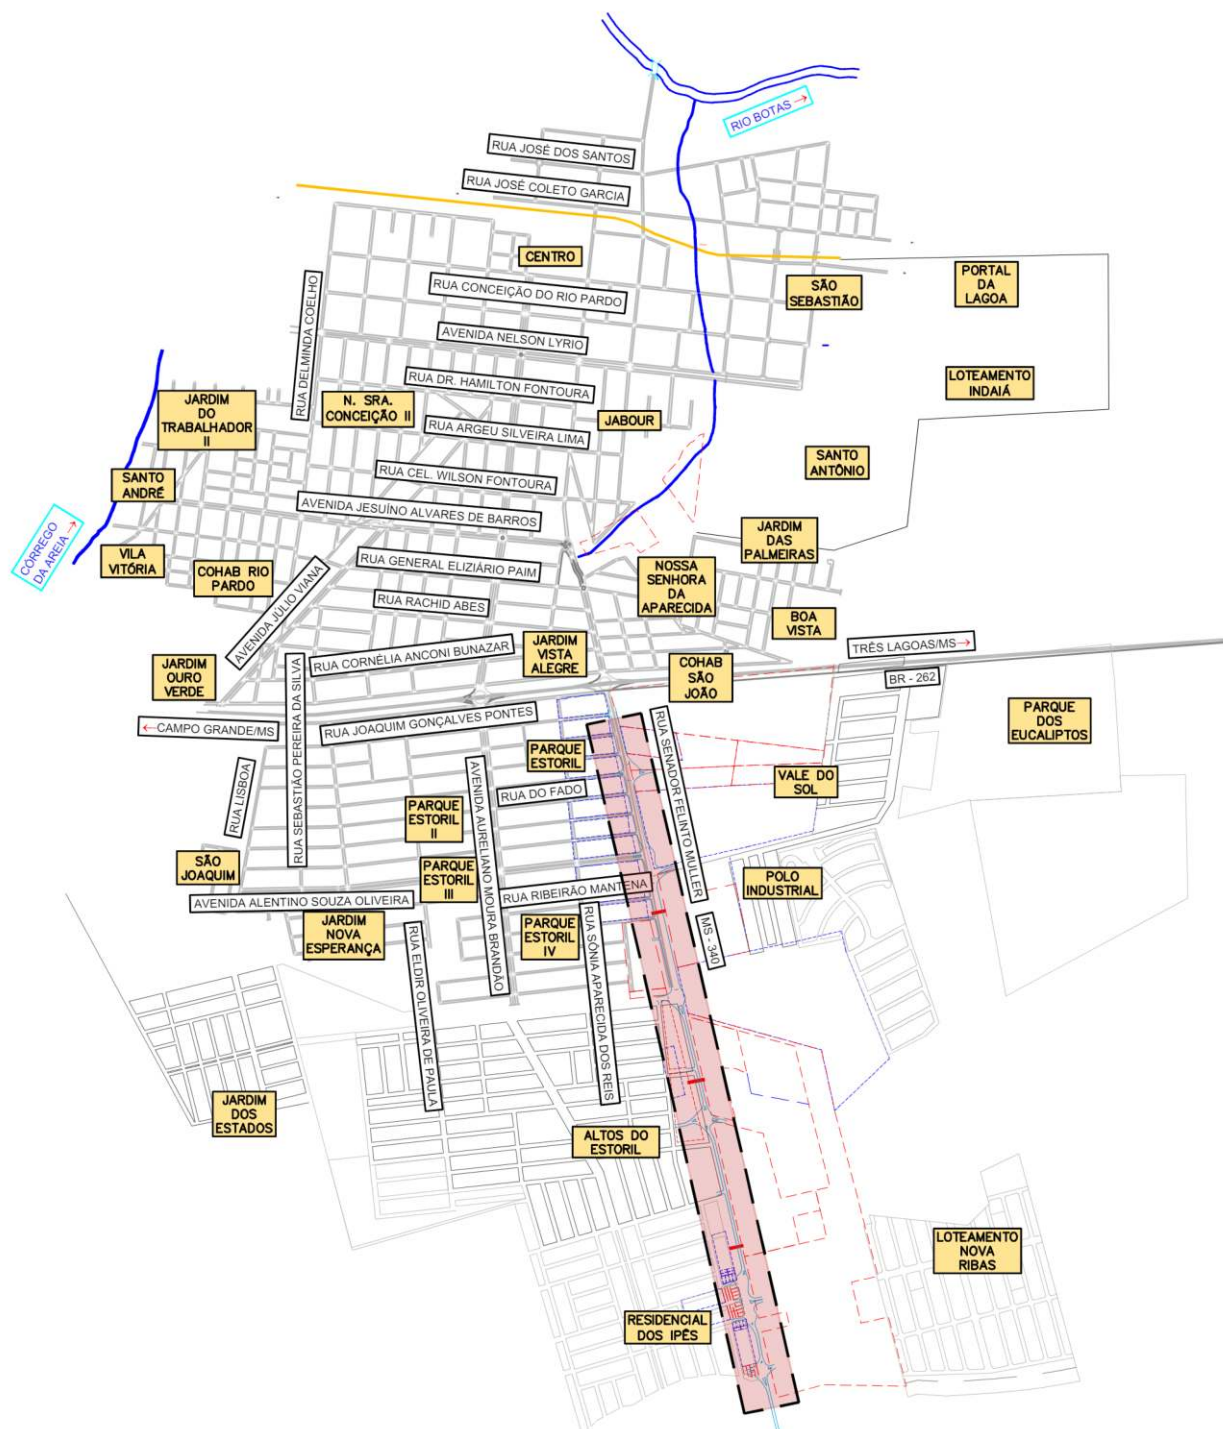 RIO BOTAS →
RUA JOSÉ DOS SANTOS
RUA JOSÉ COLETO GARCIA
CENTRO
SÃO
SEBASTIÃO
PORTAL
DA
LAGOA
RUA CONCEIÇÃO DO RIO PARDO
RUA DELMINDA COELHO
AVENIDA NELSON LYRIO
RUA DR. HAMILTON FONTOURA
LOTEAMENTO
INDAIÁ
JARDIM
DO
TRABALHADOR
II
N. SRA.
CONCEIÇÃO II
JABOUR
RUA ARGEU SILVEIRA LIMA
SANTO
ANTÔNIO
SANTO
ANDRÉ
RUA CEL. WILSON FONTOURA
AVENIDA JESUÍNO ALVARES DE BARROS
CÓRREGO
DA AREIA →
VILA
VITÓRIA
COHAB RIO
PARDO
RUA GENERAL ELIZIÁRIO PAIM
JARDIM
DAS
PALMEIRAS
NOSSA
SENHORA
DA
APARECIDA
AVENIDA JÚLIO VIANA
RUA RACHID ABES
BOA
VISTA
RUA CORNÉLIA ANCONI BUNAZAR
JARDIM
VISTA
ALEGRE
TRÊS LAGOAS/MS→
JARDIM
OURO
VERDE
COHAB
SÃO
JOÃO
BR - 262
RUA SEBASTIÃO PEREIRA DA SILVA
←CAMPO GRANDE/MS
RUA JOAQUIM GONÇALVES PONTES
PARQUE
DOS
EUCALIPTOS
PARQUE
ESTORIL
RUA SENADOR FELINTO MULLER
RUA LISBOA
AVENIDA AURELIANO MOURA BRANDÃO
RUA DO FADO
VALE DO
SOL
PARQUE
ESTORIL
II
SÃO
JOAQUIM
PARQUE
ESTORIL
III
POLO
INDUSTRIAL
RUA RIBEIRÃO MANTENA
AVENIDA ALENTINO SOUZA OLIVEIRA
JARDIM
NOVA
ESPERANÇA
PARQUE
ESTORIL
IV
MS - 340
RUA ELDIR OLIVEIRA DE PAULA
RUA SÔNIA APARECIDA DOS REIS
JARDIM
DOS
ESTADOS
ALTOS DO
ESTORIL
LOTEAMENTO
NOVA
RIBAS
RESIDENCIAL
DOS IPÊS